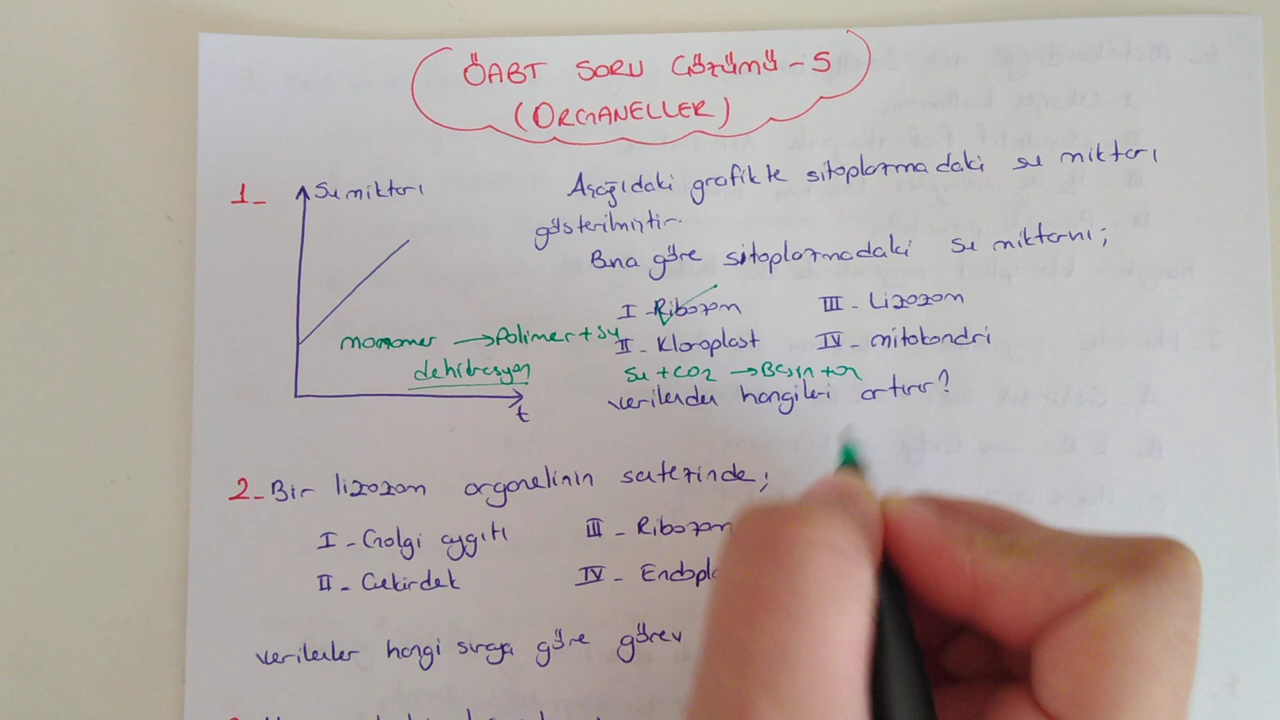 ÖABT SORU ÇÖZÜMÜ-5
(ORGANELLER)
1- Su miktarı
Aşağıdaki grafikte sitoplazmadaki su miktarı
gösterilmiştir.
Buna göre sitoplazmadaki su miktarını;
I - Ribozom III - Lizozom
monomer → Polimer + Su
II - Kloroplast IV - mitokondri
dehidrasyon
Su + CO2 → Besin + O2
verilenden hangileri artırır?
t
2- Bir lizozom organelinin sentezinde;
I - Golgi aygıtı III - Ribozom
II - Çekirdek IV - Endopla
verilenler hangi sıraya göre görev